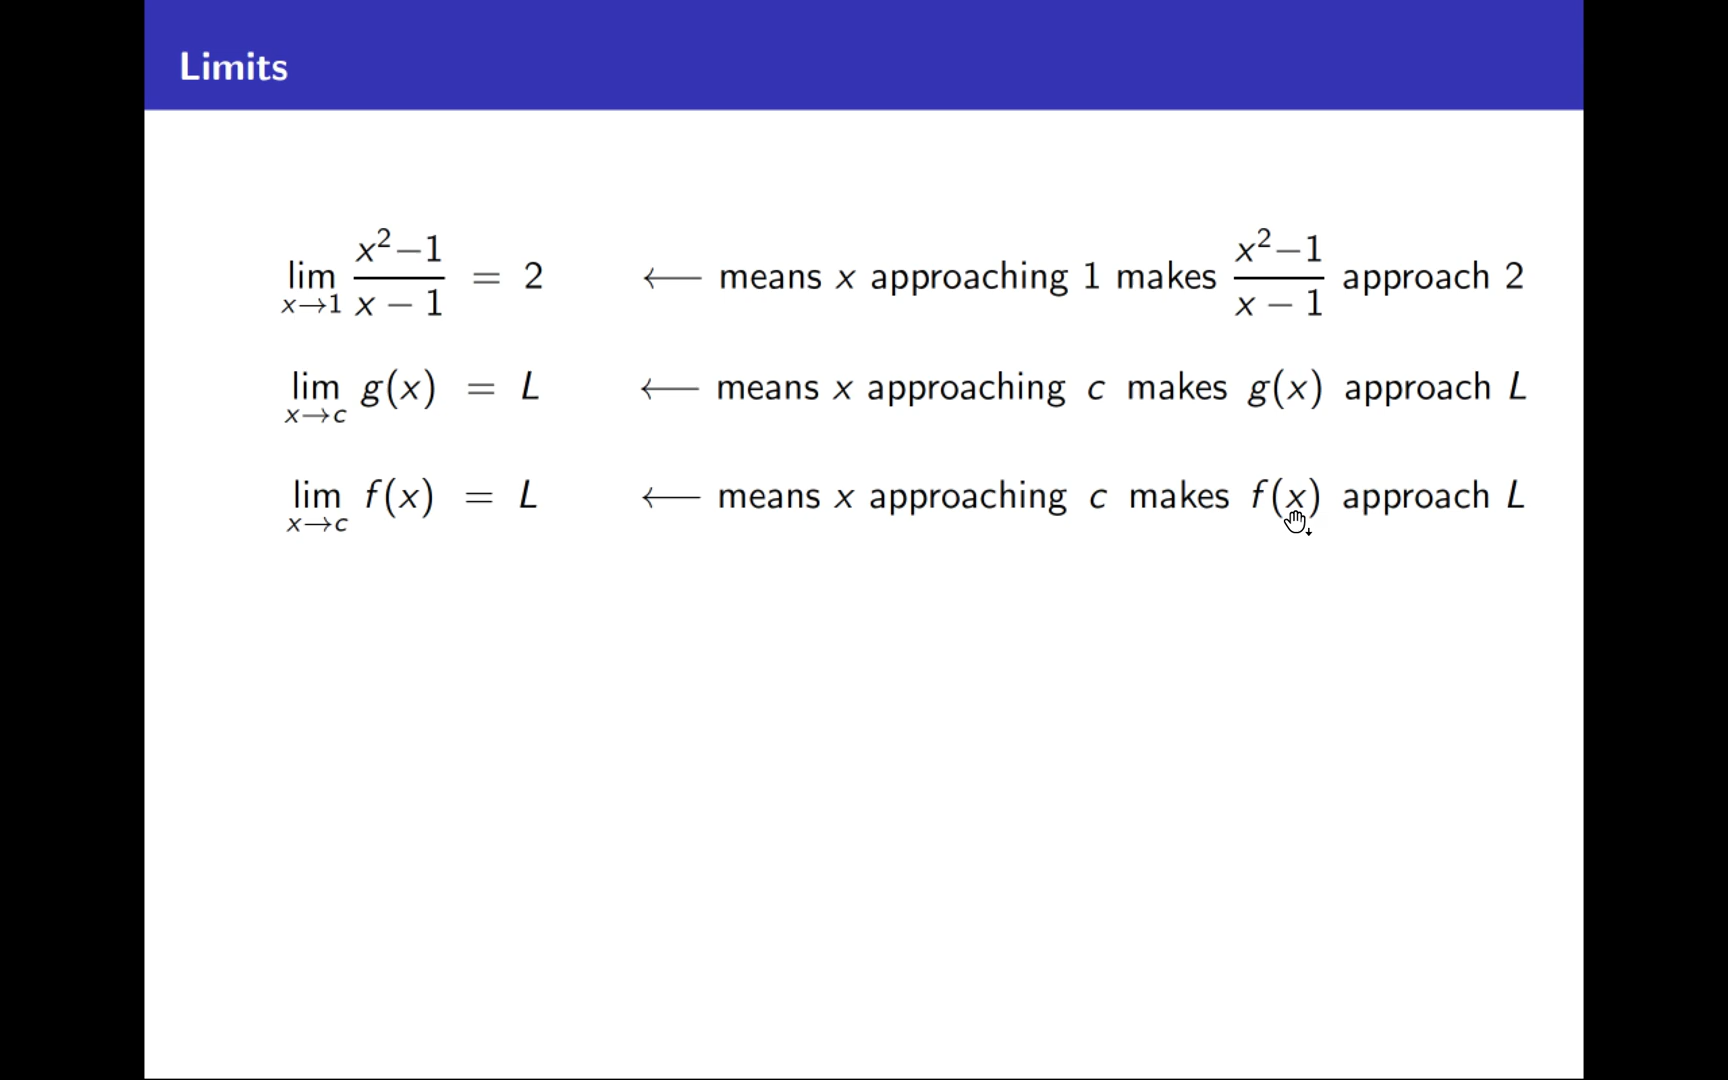 Limits
lim x→1 x²−1 / x − 1 = 2 ⟵ means x approaching 1 makes x²−1 / x − 1 approach 2
lim x→c g(x) = L ⟵ means x approaching c makes g(x) approach L
lim x→c f(x) = L ⟵ means x approaching c makes f(x) approach L